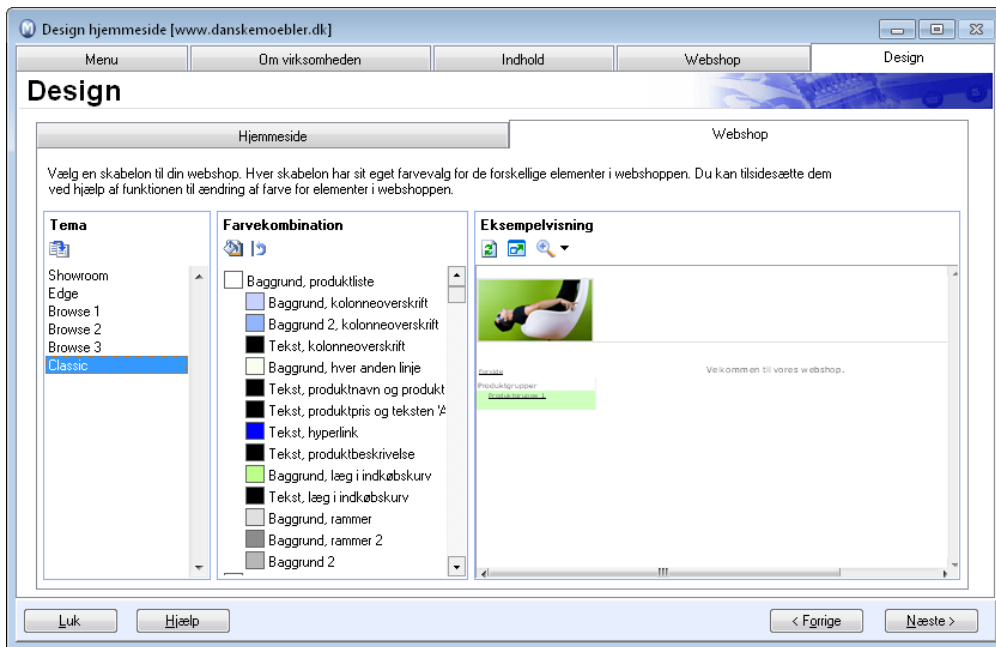 Design hjemmeside [www.danskemoebler.dk]
Menu
Om virksomheden
Indhold
Webshop
Design
Design
Hjemmeside
Webshop
Vælg en skabelon til din webshop. Hver skabelon har sit eget farvevalg for de forskellige elementer i webshoppen. Du kan tilsidesætte dem
ved hjælp af funktionen til ændring af farve for elementer i webshoppen.
Tema
Showroom
Edge
Browse 1
Browse 2
Browse 3
Classic
Farvekombination
Baggrund, produktliste
Baggrund, kolonneoverskrift
Baggrund 2, kolonneoverskrift
Tekst, kolonneoverskrift
Baggrund, hver anden linje
Tekst, produktnavn og produkt
Tekst, produktpris og teksten 'A
Tekst, hyperlink
Tekst, produktbeskrivelse
Baggrund, læg i indkøbskurv
Tekst, læg i indkøbskurv
Baggrund, rammer
Baggrund, rammer 2
Baggrund 2
Eksempelvisning
Forside
Produktgrupper
Produktgruppe 1
Velkommen til vores webshop.
Luk
Hjælp
< Forrige
Næste >